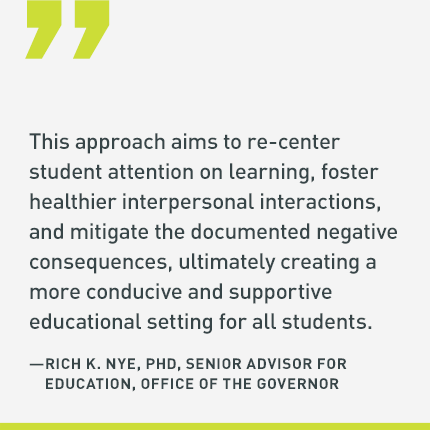 ”
This approach aims to re-center
student attention on learning, foster
healthier interpersonal interactions,
and mitigate the documented negative
consequences, ultimately creating a
more conducive and supportive
educational setting for all students.
—RICH K. NYE, PHD, SENIOR ADVISOR FOR
EDUCATION, OFFICE OF THE GOVERNOR